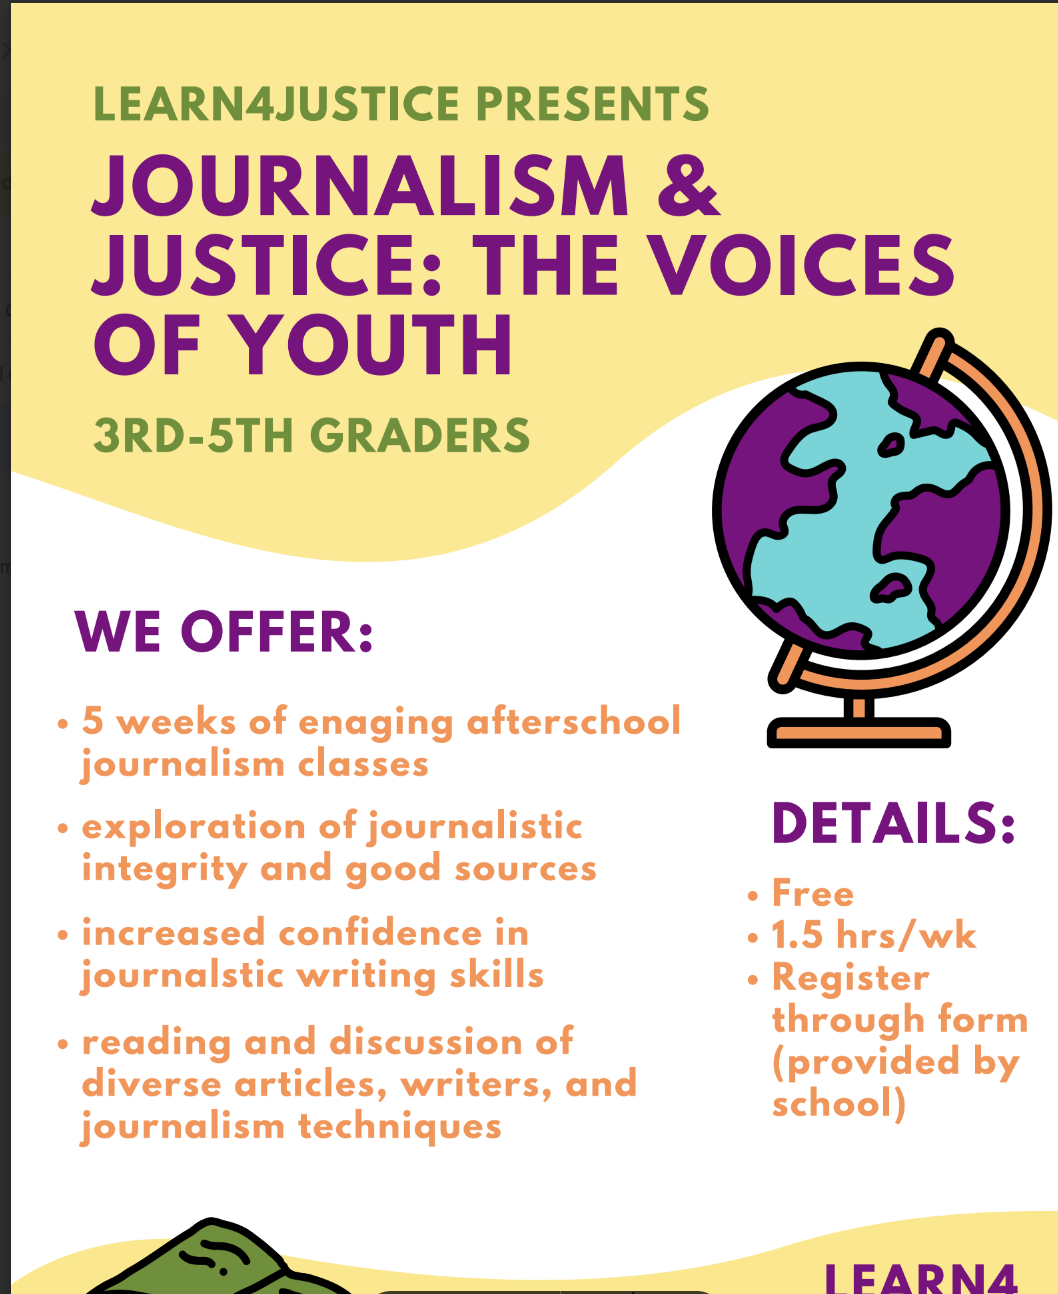 LEARN4JUSTICE PRESENTS
JOURNALISM &
JUSTICE: THE VOICES
OF YOUTH
3RD-5TH GRADERS
WE OFFER:
• 5 weeks of enaging afterschool
journalism classes
• exploration of journalistic
integrity and good sources
• increased confidence in
journalstic writing skills
• reading and discussion of
diverse articles, writers, and
journalism techniques
DETAILS:
• Free
• 1.5 hrs/wk
• Register
through form
(provided by
school)
LEARN4